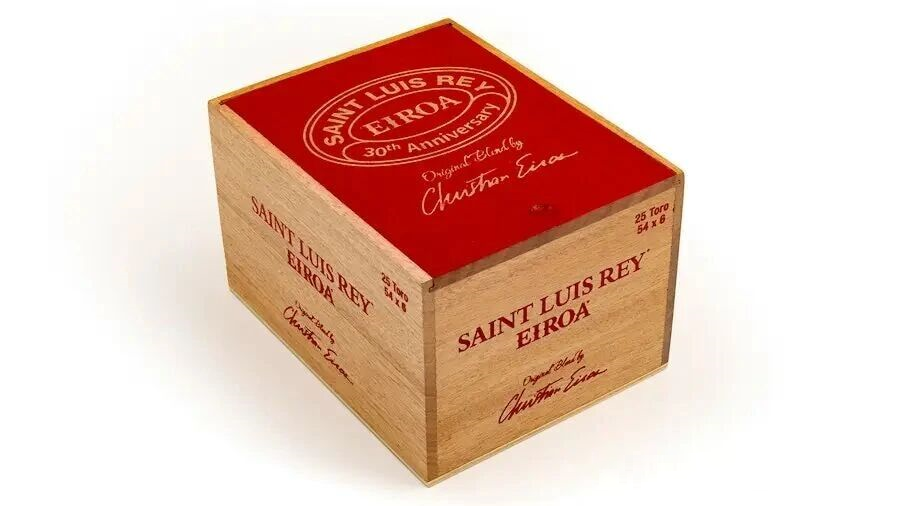 SAINT LUIS REY
EIROA
30th Anniversary
Original Blend by
Christian Eiroa
SAINT LUIS REY
EIROA
Original Blend by
Christian Eiroa
25 Toro
54 x 6
25 Toro
54 x 6
SAINT LUIS REY
EIROA
Original Blend by
Christian Eiroa